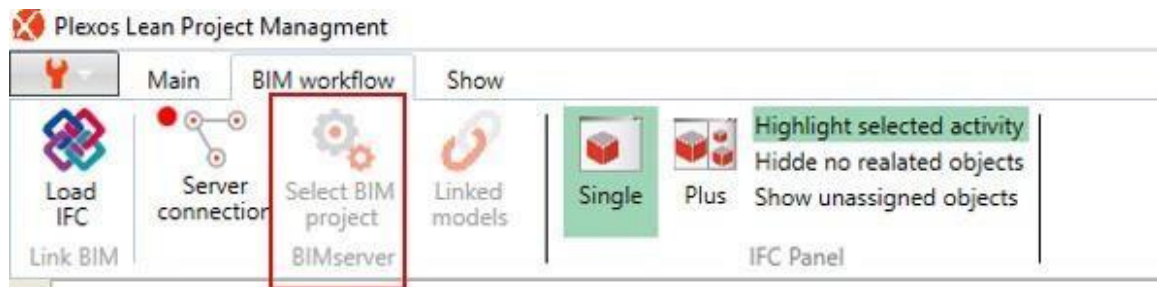 Plexos Lean Project Managment
Main BIM workflow Show
Load
IFC
Server
connection
Select BIM
project
Linked
models
Single
Plus
Highlight selected activity
Hidde no realated objects
Show unassigned objects
Link BIM
BIMserver
IFC Panel